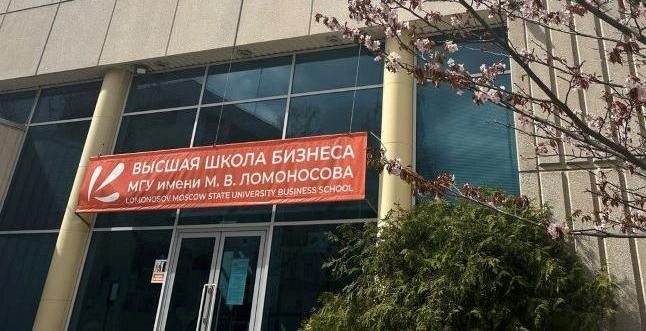 ВЫСШАЯ ШКОЛА БИЗНЕСА
МГУ имени М. В. ЛОМОНОСОВА
LOMONOSOV MOSCOW STATE UNIVERSITY BUSINESS SCHOOL